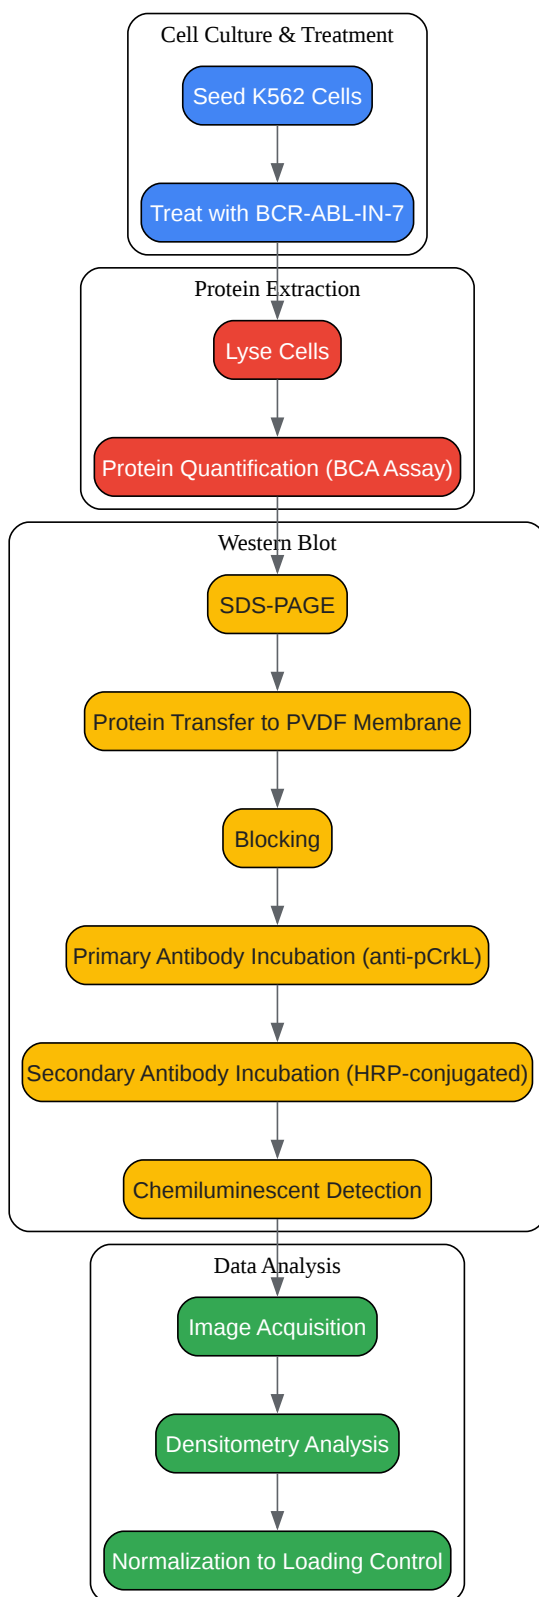 Cell Culture & Treatment
Seed K562 Cells
Treat with BCR-ABL-IN-7
Protein Extraction
Lyse Cells
Protein Quantification (BCA Assay)
Western Blot
SDS-PAGE
Protein Transfer to PVDF Membrane
Blocking
Primary Antibody Incubation (anti-pCrkL)
Secondary Antibody Incubation (HRP-conjugated)
Chemiluminescent Detection
Data Analysis
Image Acquisition
Densitometry Analysis
Normalization to Loading Control